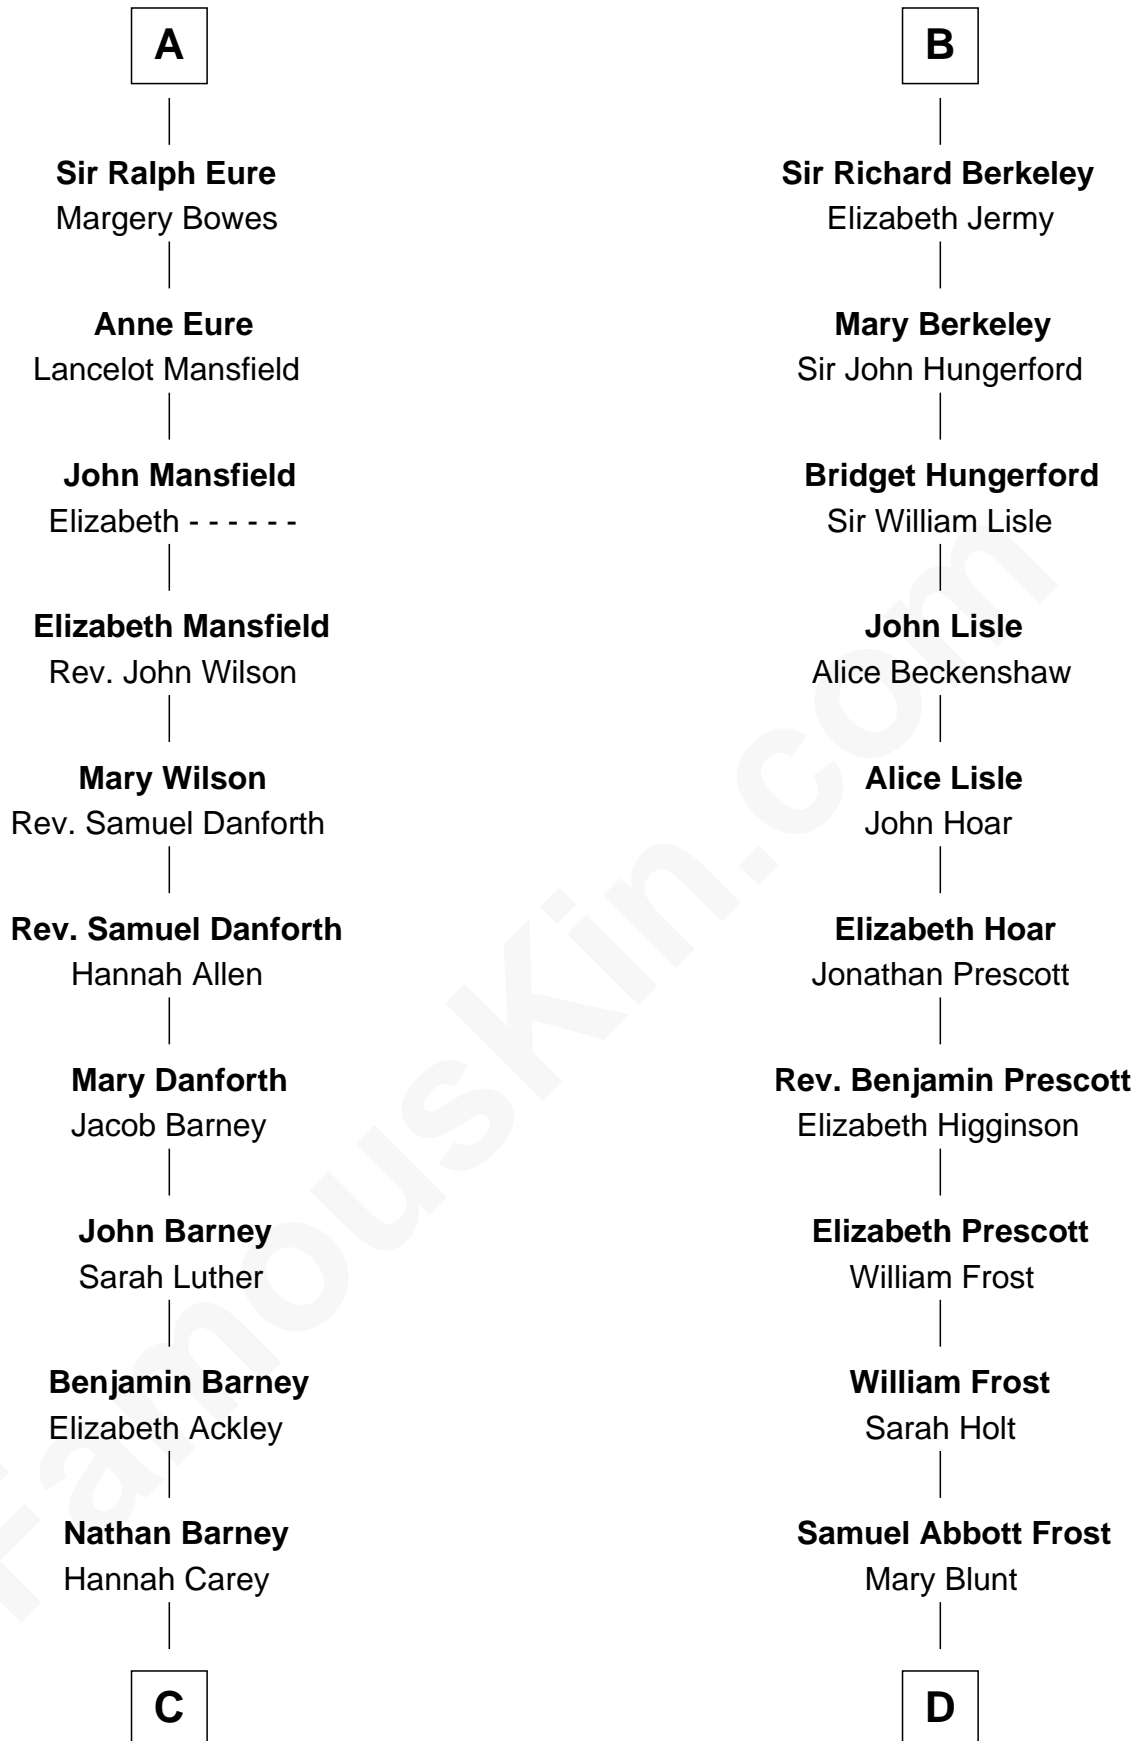 A
Sir Ralph Eure
Margery Bowes
Anne Eure
Lancelot Mansfield
John Mansfield
Elizabeth - - - - - -
Elizabeth Mansfield
Rev. John Wilson
Mary Wilson
Rev. Samuel Danforth
Rev. Samuel Danforth
Hannah Allen
Mary Danforth
Jacob Barney
John Barney
Sarah Luther
Benjamin Barney
Elizabeth Ackley
Nathan Barney
Hannah Carey
C
B
Sir Richard Berkeley
Elizabeth Jermy
Mary Berkeley
Sir John Hungerford
Bridget Hungerford
Sir William Lisle
John Lisle
Alice Beckenshaw
Alice Lisle
John Hoar
Elizabeth Hoar
Jonathan Prescott
Rev. Benjamin Prescott
Elizabeth Higginson
Elizabeth Prescott
William Frost
William Frost
Sarah Holt
Samuel Abbott Frost
Mary Blunt
D
FamousKin.com